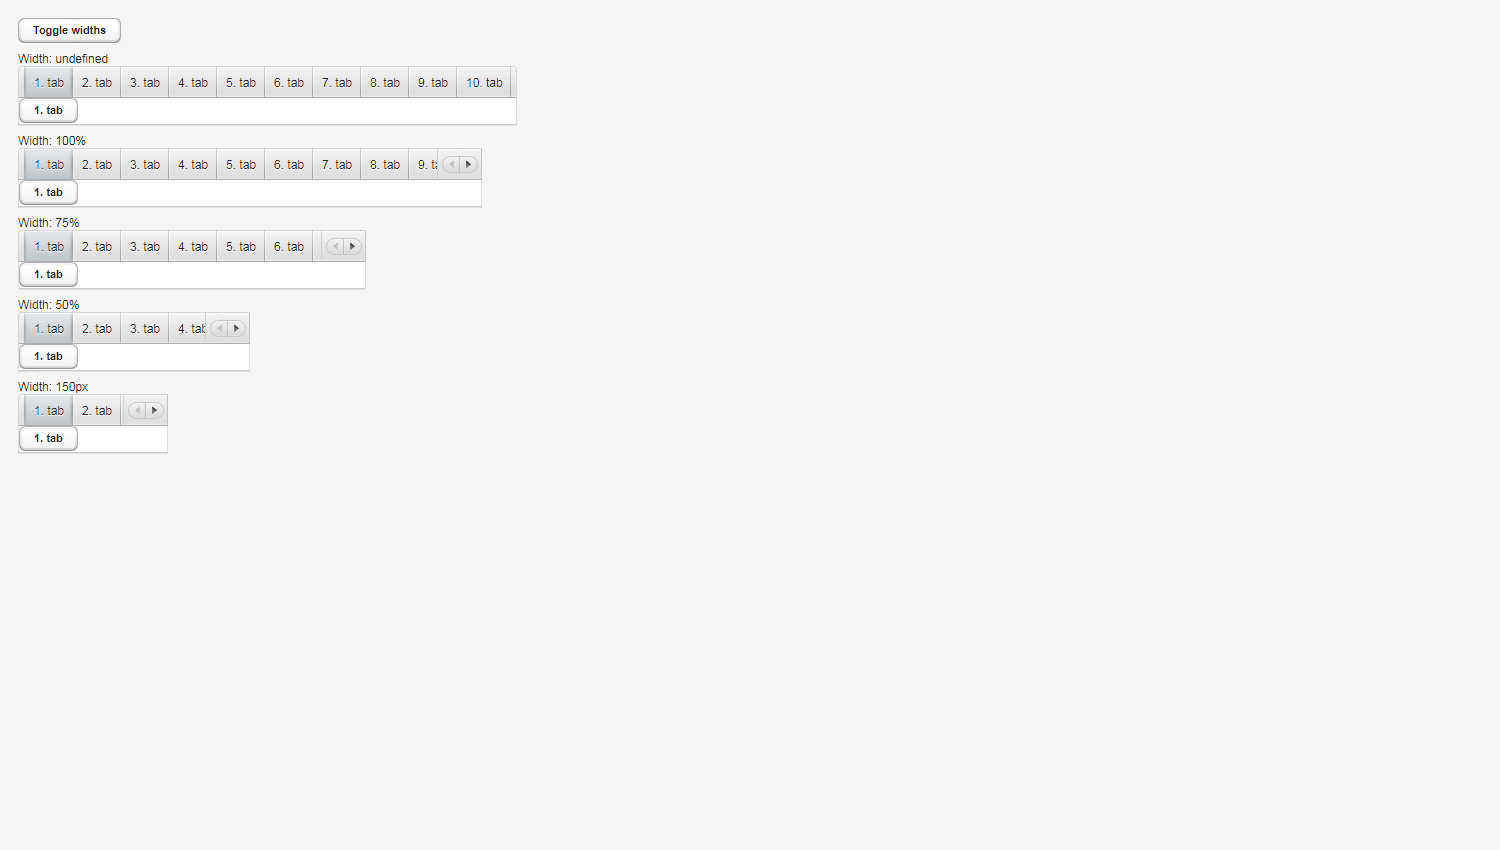 Toggle widths
Width: undefined
1. tab 2. tab 3. tab 4. tab 5. tab 6. tab 7. tab 8. tab 9. tab 10. tab
1. tab
Width: 100%
1. tab 2. tab 3. tab 4. tab 5. tab 6. tab 7. tab 8. tab 9. ta
1. tab
Width: 75%
1. tab 2. tab 3. tab 4. tab 5. tab 6. tab
1. tab
Width: 50%
1. tab 2. tab 3. tab 4. tab
1. tab
Width: 150px
1. tab 2. tab
1. tab